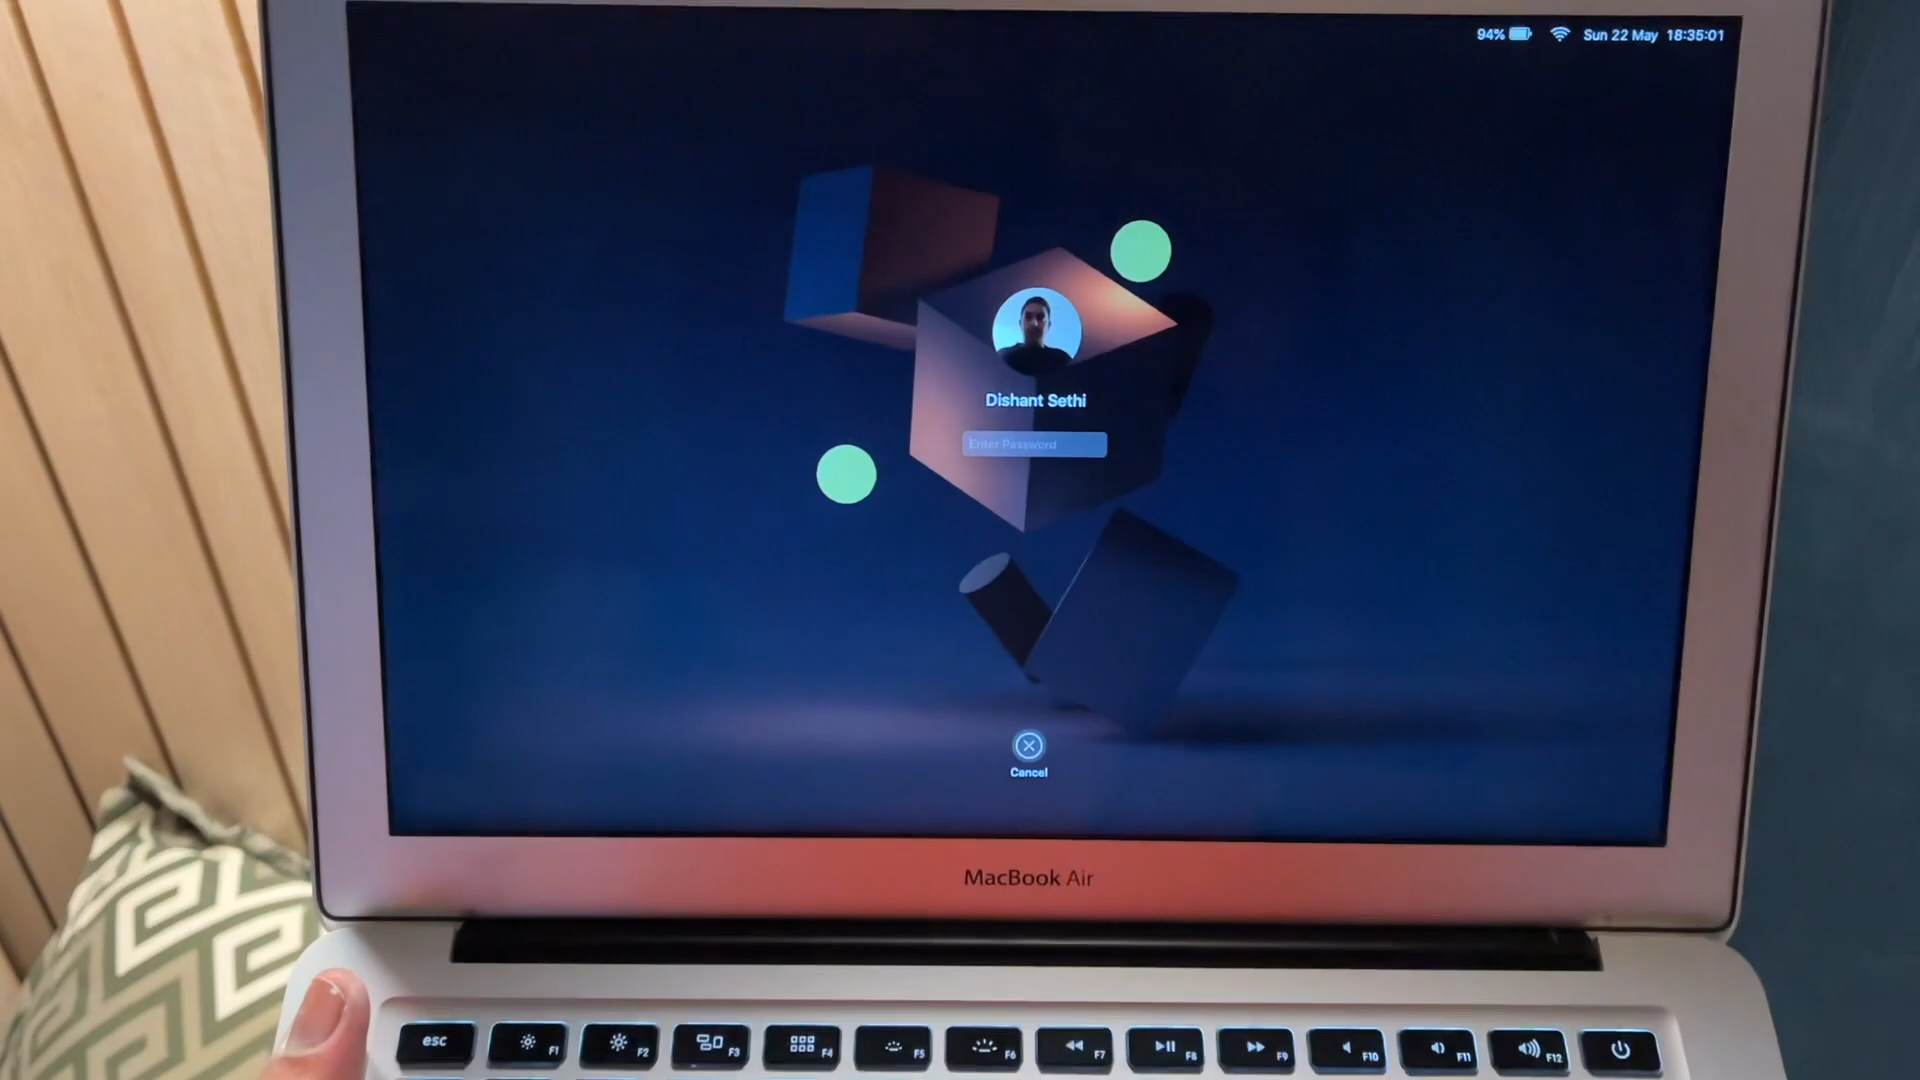 94% Sun 22 May 18:35:01
Dishant Sethi
Enter Password
Cancel
MacBook Air
esc F1 F2 F3 F4 F5 F6 F7 F8 F9 F10 F11 F12